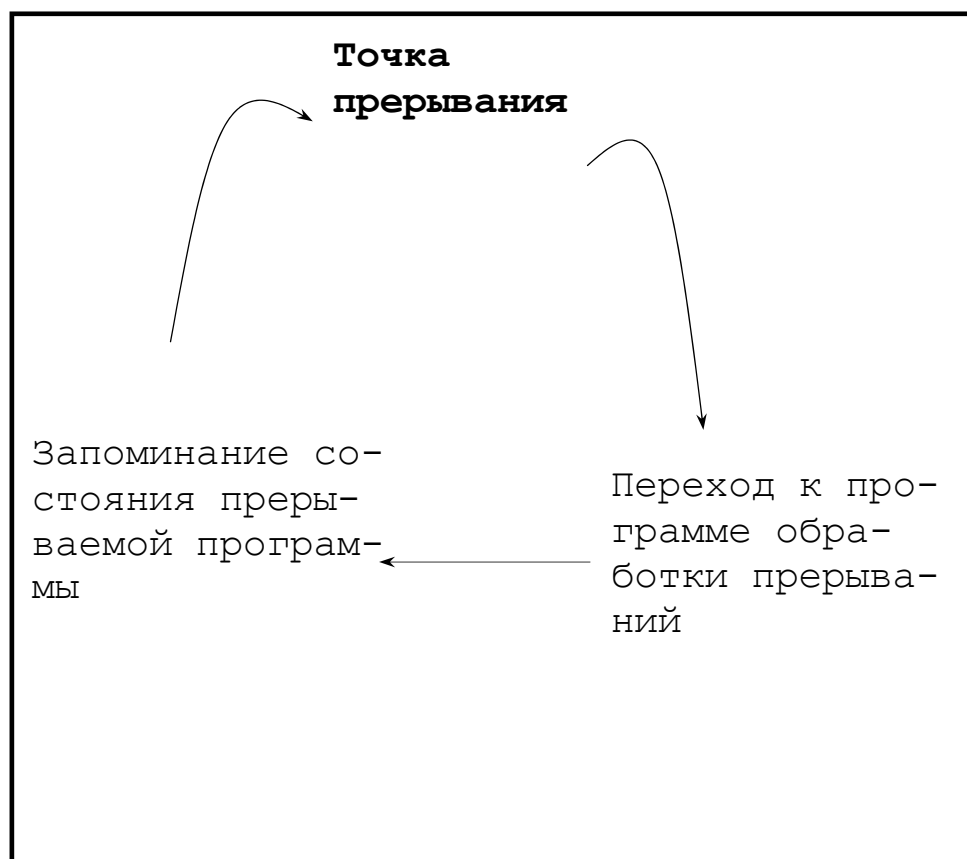 Точка
прерывания
Запоминание со-
стояния преры-
ваемой програм-
мы
Переход к про-
грамме обра-
ботки прерыва-
ний